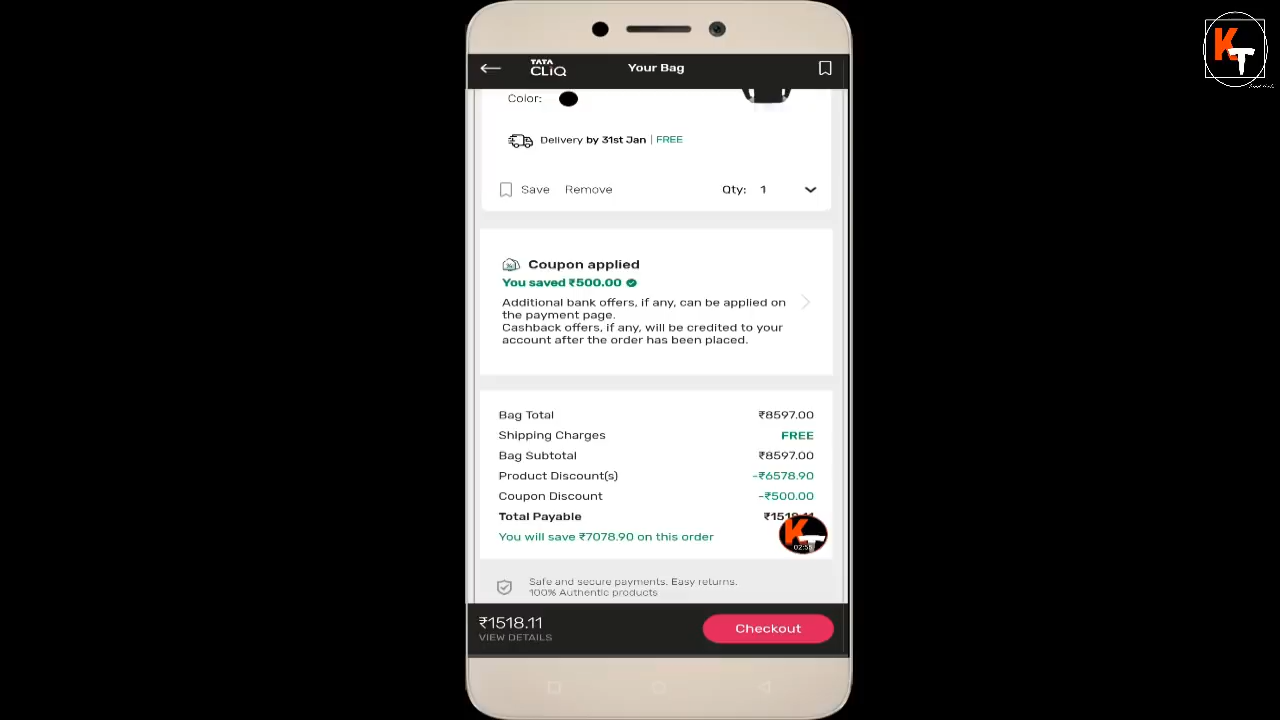 TATA
CLiQ
Your Bag
KT
Color:
Delivery by 31st Jan | FREE
Save Remove Qty: 1
Coupon applied
You saved ₹500.00
Additional bank offers, if any, can be applied on
the payment page.
Cashback offers, if any, will be credited to your
account after the order has been placed.
Bag Total ₹8597.00
Shipping Charges FREE
Bag Subtotal ₹8597.00
Product Discount(s) -₹6578.90
Coupon Discount -₹500.00
Total Payable ₹1518.11
You will save ₹7078.90 on this order
KT
Safe and secure payments. Easy returns.
100% Authentic products
₹1518.11
VIEW DETAILS
Checkout